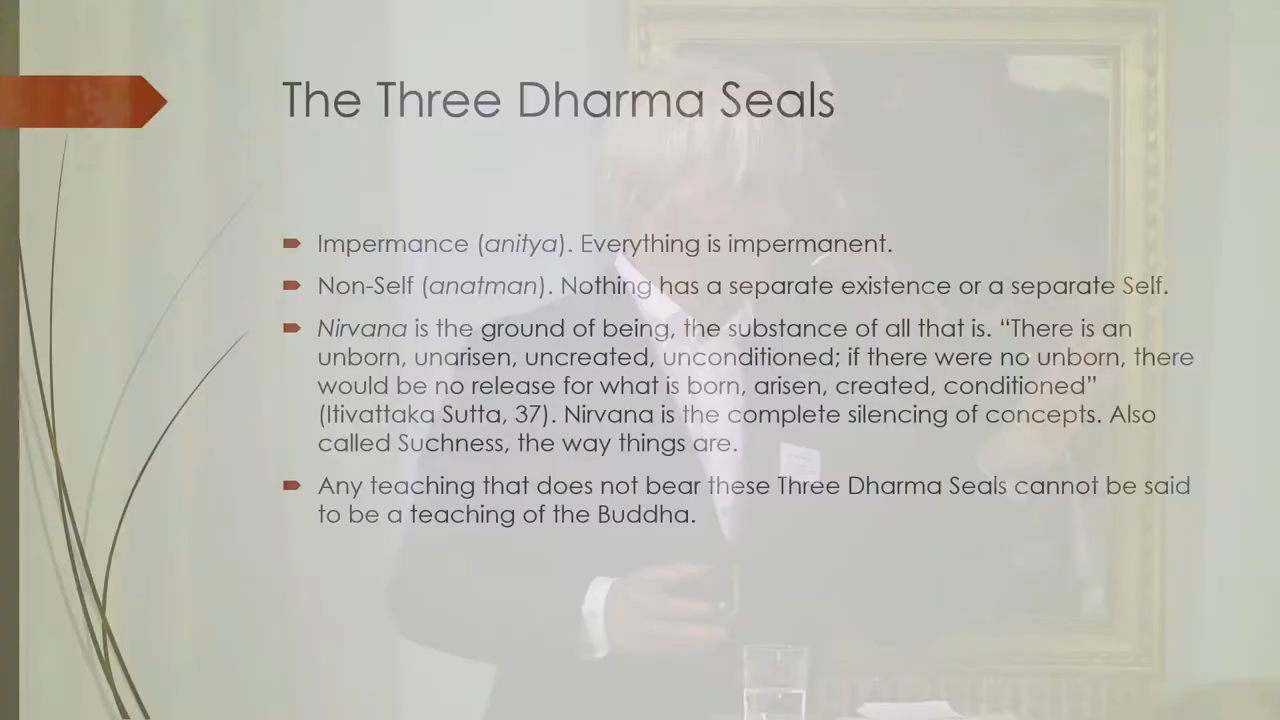 The Three Dharma Seals
Impermance (anitya). Everything is impermanent.
Non-Self (anatman). Nothing has a separate existence or a separate Self.
Nirvana is the ground of being, the substance of all that is. “There is an
unborn, unarisen, uncreated, unconditioned; if there were no unborn, there
would be no release for what is born, arisen, created, conditioned”
(Itivattaka Sutta, 37). Nirvana is the complete silencing of concepts. Also
called Suchness, the way things are.
Any teaching that does not bear these Three Dharma Seals cannot be said
to be a teaching of the Buddha.